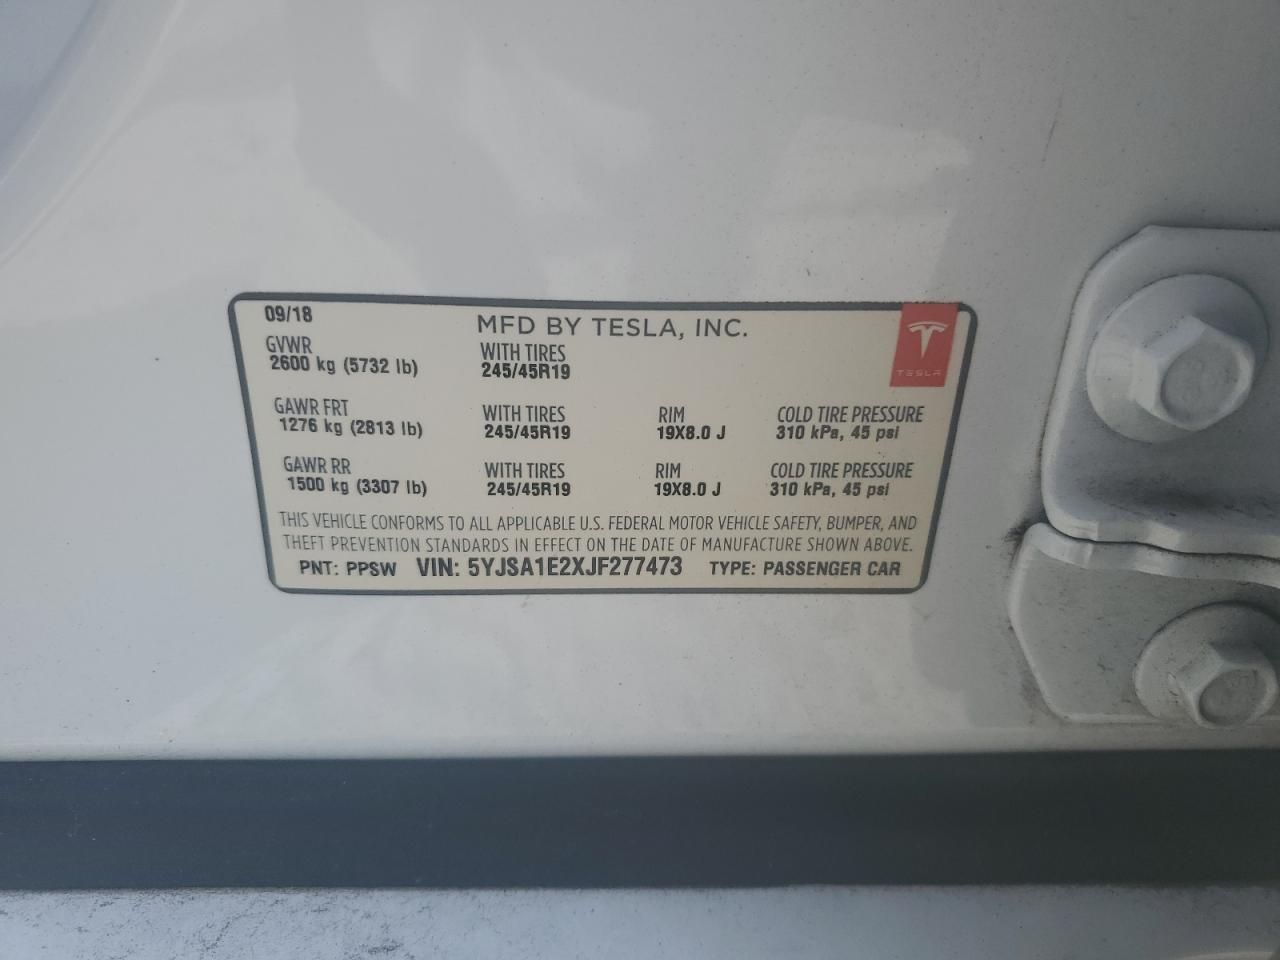 09/18
MFD BY TESLA, INC.
TESLA
GVWR
2600 kg (5732 lb)
WITH TIRES
245/45R19
GAWR FRT
1276 kg (2813 lb)
WITH TIRES
245/45R19
RIM
19X8.0 J
COLD TIRE PRESSURE
310 kPa, 45 psi
GAWR RR
1500 kg (3307 lb)
WITH TIRES
245/45R19
RIM
19X8.0 J
COLD TIRE PRESSURE
310 kPa, 45 psi
THIS VEHICLE CONFORMS TO ALL APPLICABLE U.S. FEDERAL MOTOR VEHICLE SAFETY, BUMPER, AND
THEFT PREVENTION STANDARDS IN EFFECT ON THE DATE OF MANUFACTURE SHOWN ABOVE.
PNT: PPSW VIN: 5YJSA1E2XJF277473 TYPE: PASSENGER CAR